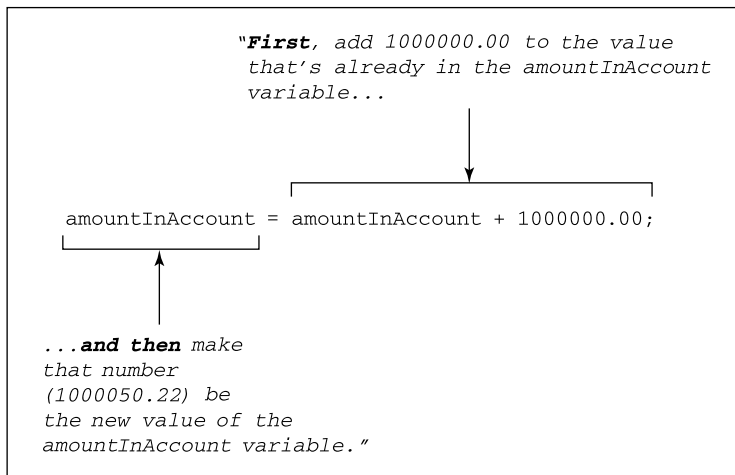 "First, add 1000000.00 to the value
that's already in the amountInAccount
variable...
amountInAccount = amountInAccount + 1000000.00;
...and then make
that number
(1000050.22) be
the new value of the
amountInAccount variable."